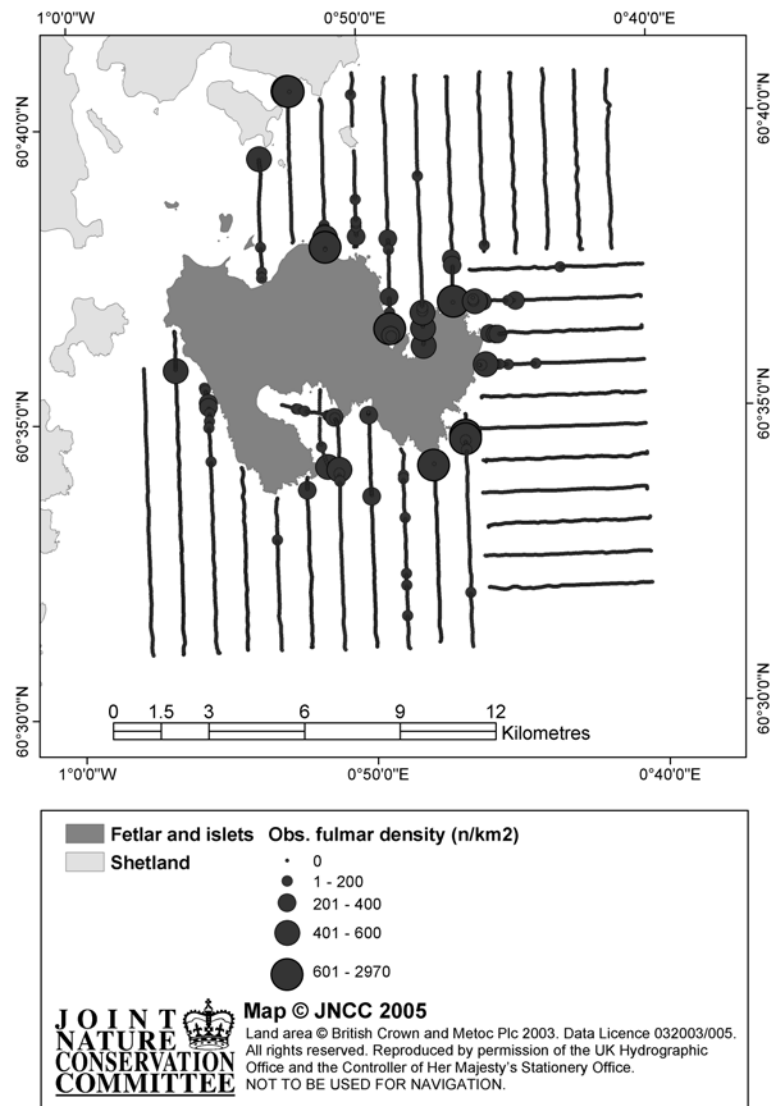 1°0'0"W 0°50'0"E 0°40'0"E
60°40'0"N
60°40'0"N
60°35'0"N
60°35'0"N
60°30'0"N
60°30'0"N
0 1.5 3 6 9 12
Kilometres
1°0'0"W 0°50'0"E 0°40'0"E
Fetlar and islets
Shetland
Obs. fulmar density (n/km2)
0
1 - 200
201 - 400
401 - 600
601 - 2970
JOINT
NATURE
CONSERVATION
COMMITTEE
Map © JNCC 2005
Land area © British Crown and Metoc Plc 2003. Data Licence 032003/005.
All rights reserved. Reproduced by permission of the UK Hydrographic
Office and the Controller of Her Majesty's Stationery Office.
NOT TO BE USED FOR NAVIGATION.